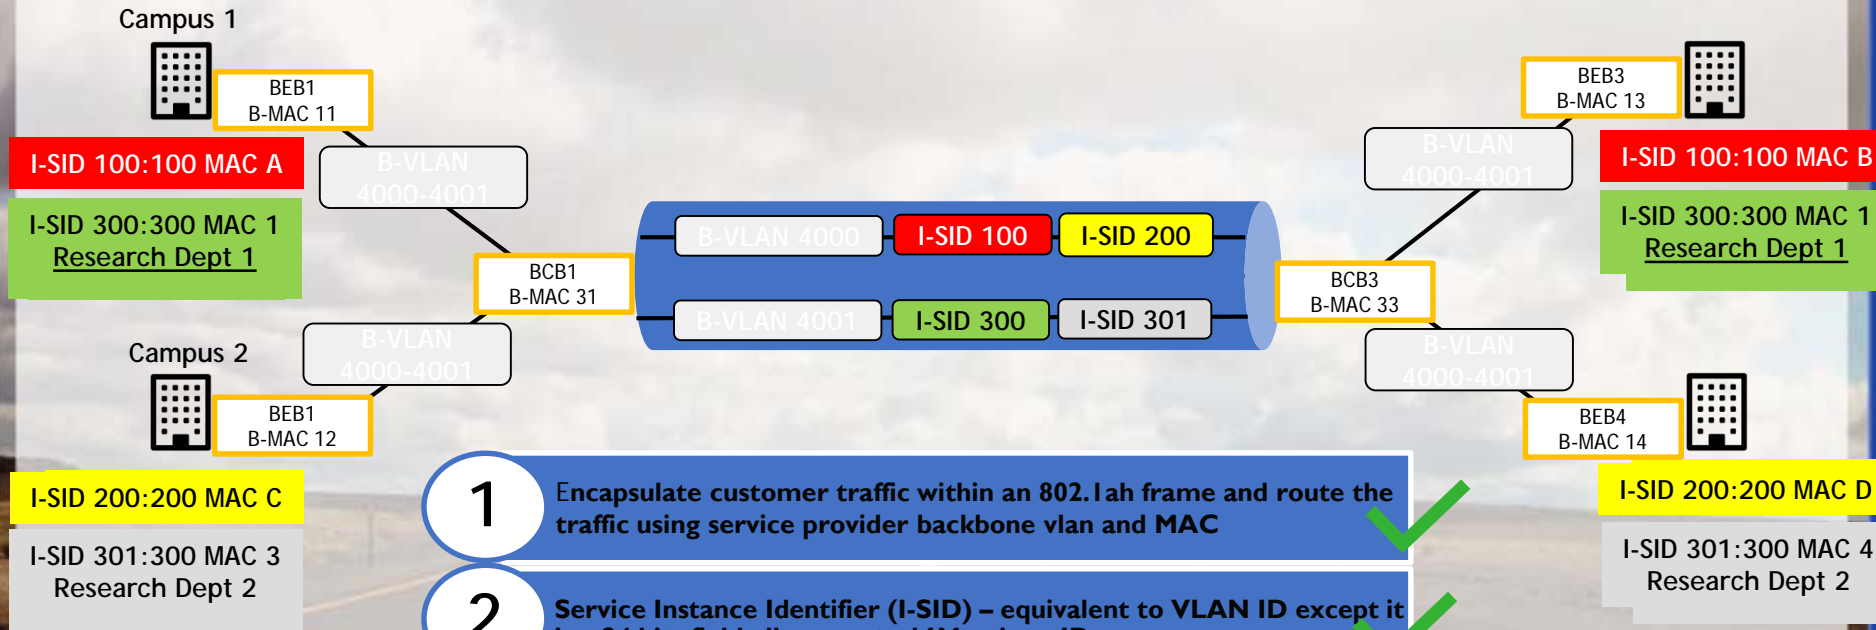 Campus 1
BEB1
B-MAC 11
I-SID 100:100 MAC A
B-VLAN
4000-4001
I-SID 300:300 MAC 1
Research Dept 1
BCB1
B-MAC 31
Campus 2
B-VLAN
4000-4001
BEB1
B-MAC 12
I-SID 200:200 MAC C
I-SID 301:300 MAC 3
Research Dept 2
B-VLAN 4000 I-SID 100 I-SID 200
B-VLAN 4001 I-SID 300 I-SID 301
BEB3
B-MAC 13
B-VLAN
4000-4001
I-SID 100:100 MAC B
I-SID 300:300 MAC 1
Research Dept 1
BCB3
B-MAC 33
B-VLAN
4000-4001
BEB4
B-MAC 14
I-SID 200:200 MAC D
I-SID 301:300 MAC 4
Research Dept 2
1
Encapsulate customer traffic within an 802.1ah frame and route the
traffic using service provider backbone vlan and MAC
2
Service Instance Identifier (I-SID) – equivalent to VLAN ID except it